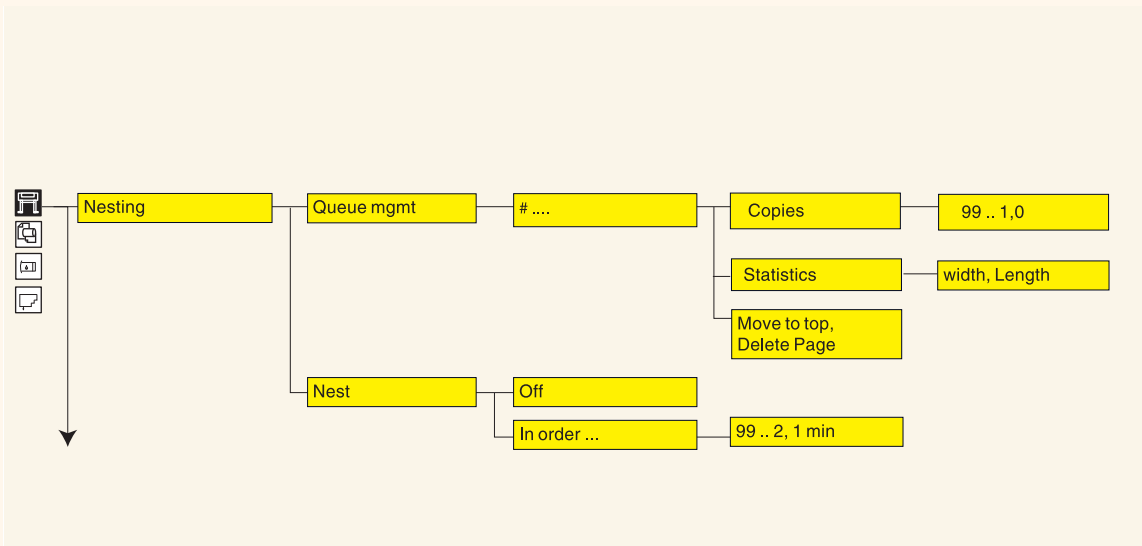 Nesting
Queue mgmt
# ....
Copies
99 .. 1,0
Statistics
width, Length
Move to top,
Delete Page
Nest
Off
In order ...
99 .. 2, 1 min